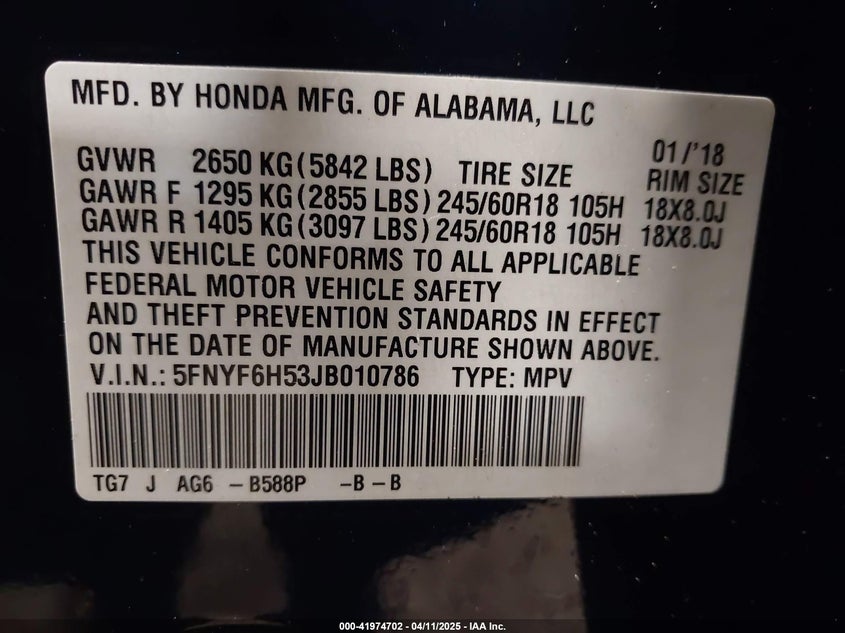 MFD. BY HONDA MFG. OF ALABAMA, LLC
01/'18
GVWR 2650 KG(5842 LBS) TIRE SIZE RIM SIZE
GAWR F 1295 KG(2855 LBS) 245/60R18 105H 18X8.0J
GAWR R 1405 KG(3097 LBS) 245/60R18 105H 18X8.0J
THIS VEHICLE CONFORMS TO ALL APPLICABLE
FEDERAL MOTOR VEHICLE SAFETY
AND THEFT PREVENTION STANDARDS IN EFFECT
ON THE DATE OF MANUFACTURE SHOWN ABOVE.
V.I.N.: 5FNYF6H53JB010786 TYPE: MPV
TG7 J AG6 -B588P -B-B
000-41974702 - 04/11/2025 - IAA Inc.